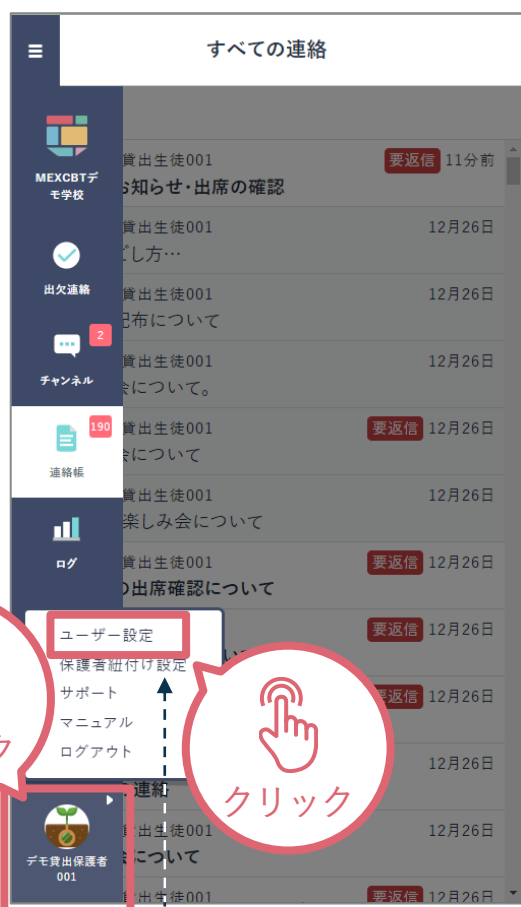 すべての連絡
MEXCBTデ
モ学校
出欠連絡
2
チャンネル
190
連絡帳
ログ
貸出生徒001
要返信 11分前
お知らせ・出席の確認
貸出生徒001
12月26日
ごし方…
貸出生徒001
12月26日
配布について
貸出生徒001
12月26日
会について。
貸出生徒001
要返信 12月26日
会について
貸出生徒001
12月26日
楽しみ会について
貸出生徒001
要返信 12月26日
の出席確認について
要返信 12月26日
ユーザー設定
保護者紐付け設定
サポート
マニュアル
ログアウト
要返信 12月26日
クリック
ク
12月26日
連絡
デモ貸出保護者
001
貸出生徒001
12月26日
会について
貸出生徒001
要返信 12月26日